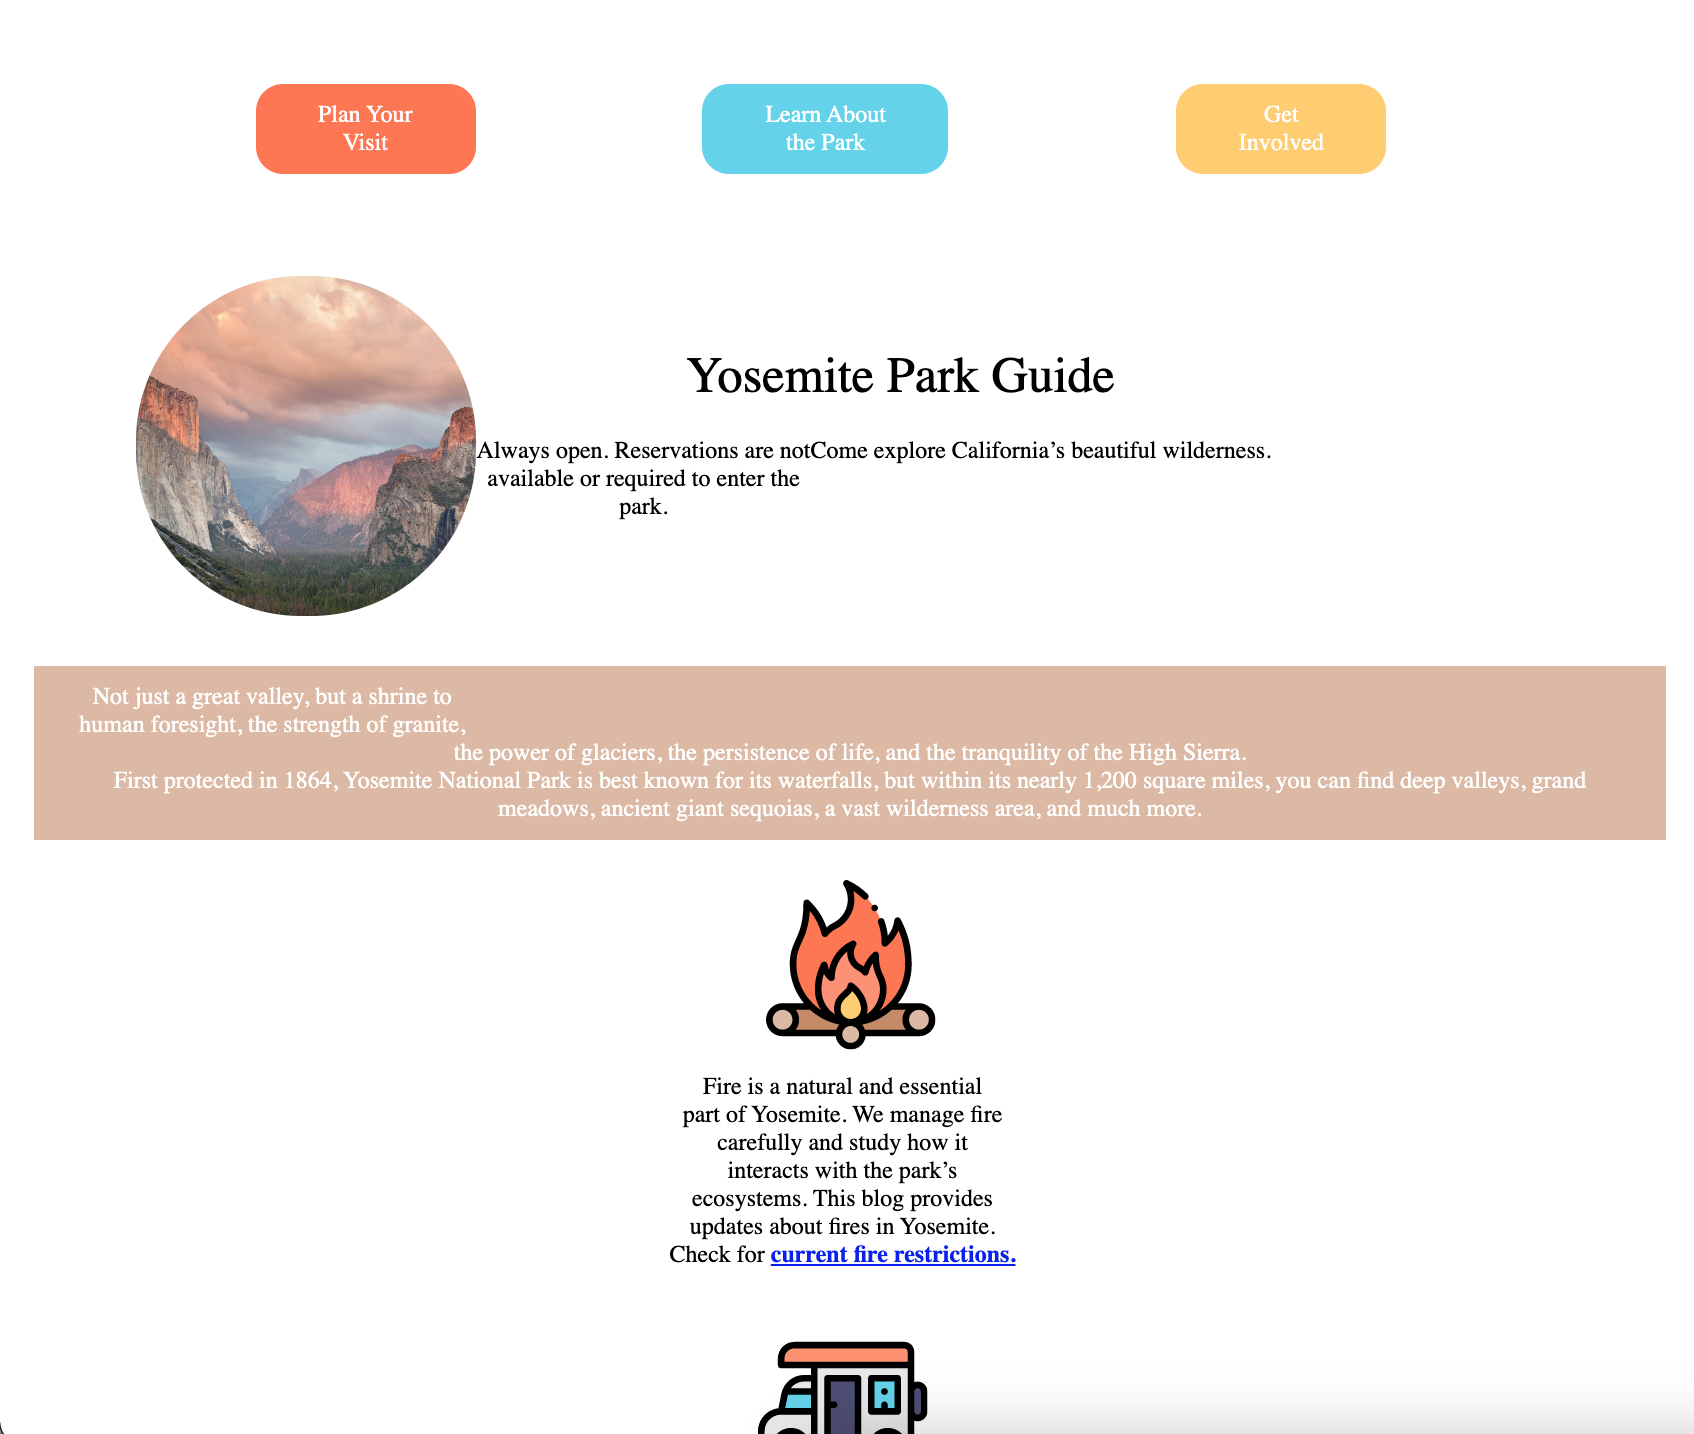 Plan Your
Visit
Learn About
the Park
Get
Involved
Yosemite Park Guide
Always open. Reservations are not
available or required to enter the
park.
Come explore California’s beautiful wilderness.
Not just a great valley, but a shrine to
human foresight, the strength of granite,
the power of glaciers, the persistence of life, and the tranquility of the High Sierra.
First protected in 1864, Yosemite National Park is best known for its waterfalls, but within its nearly 1,200 square miles, you can find deep valleys, grand
meadows, ancient giant sequoias, a vast wilderness area, and much more.
Fire is a natural and essential
part of Yosemite. We manage fire
carefully and study how it
interacts with the park’s
ecosystems. This blog provides
updates about fires in Yosemite.
Check for current fire restrictions.